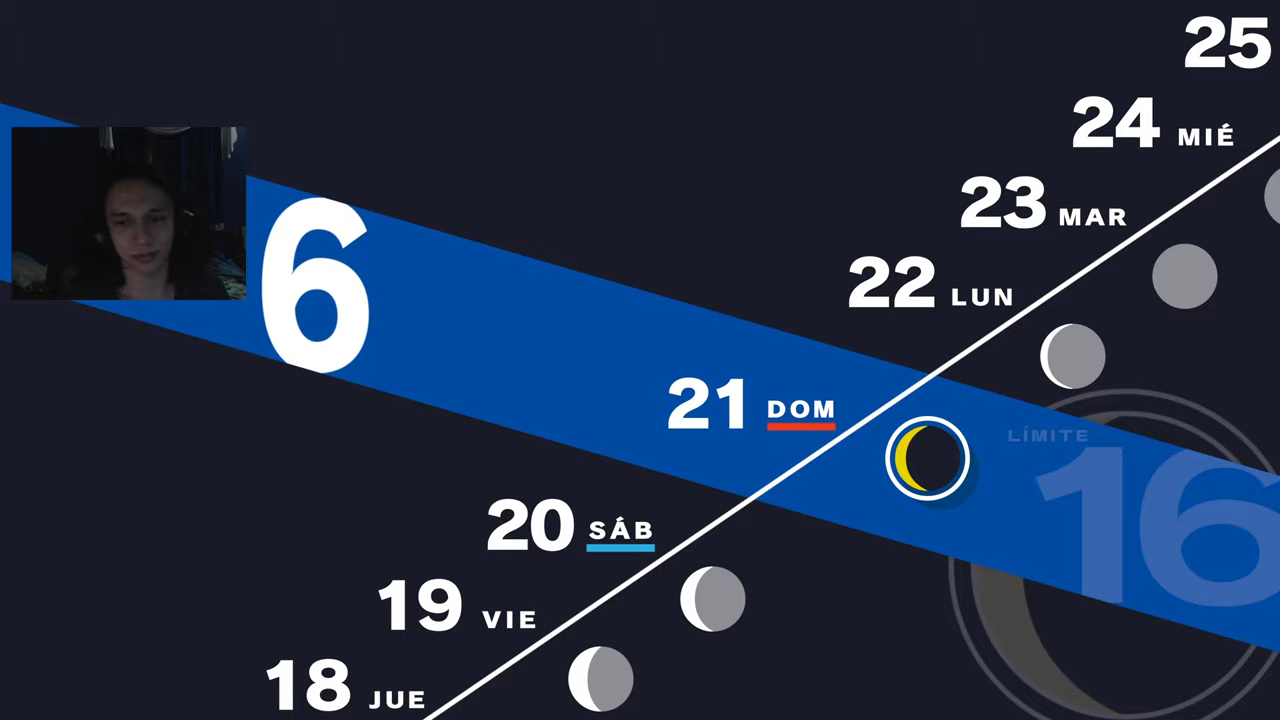 25
24 MIÉ
23 MAR
22 LUN
6
21 DOM
LÍMITE
16
20 SÁB
19 VIE
18 JUE